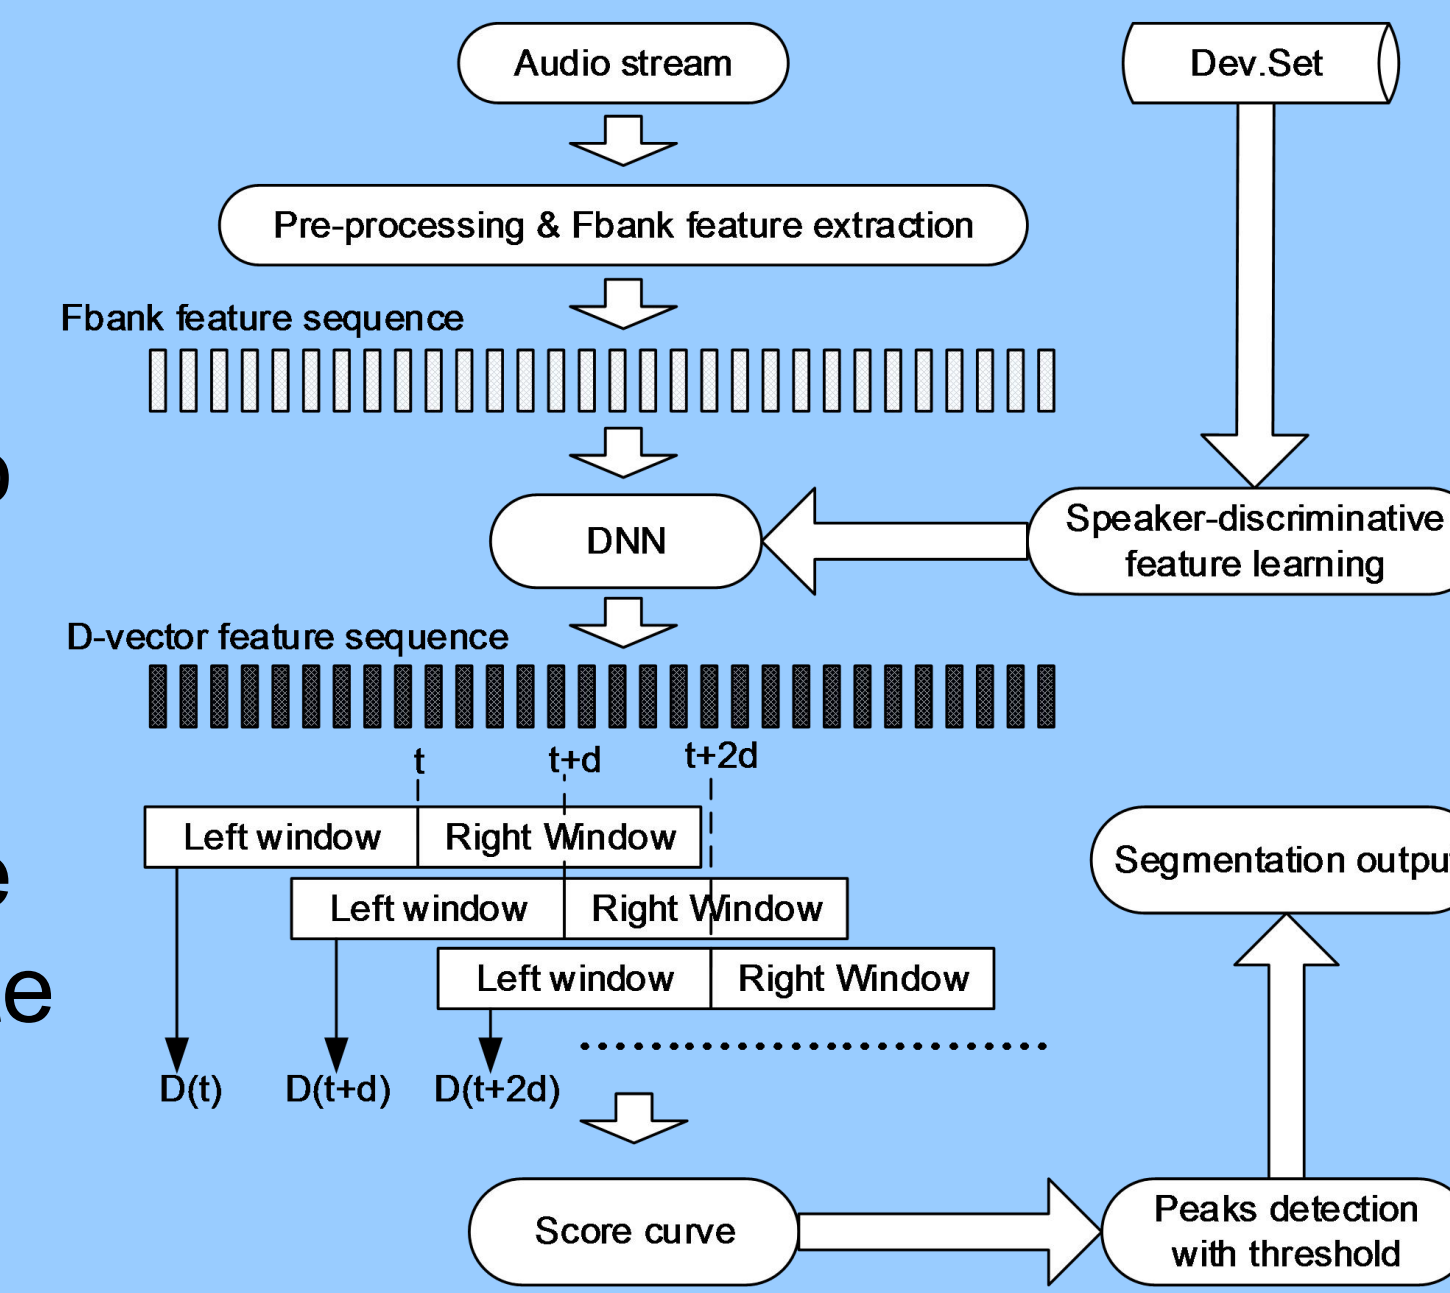 Audio stream
Dev.Set
Pre-processing & Fbank feature extraction
Fbank feature sequence
DNN
Speaker-discriminative
feature learning
D-vector feature sequence
t
t+d
t+2d
Left window
Right Window
Left window
Right Window
Left window
Right Window
D(t)
D(t+d)
D(t+2d)
Segmentation outpu
Score curve
Peaks detection
with threshold